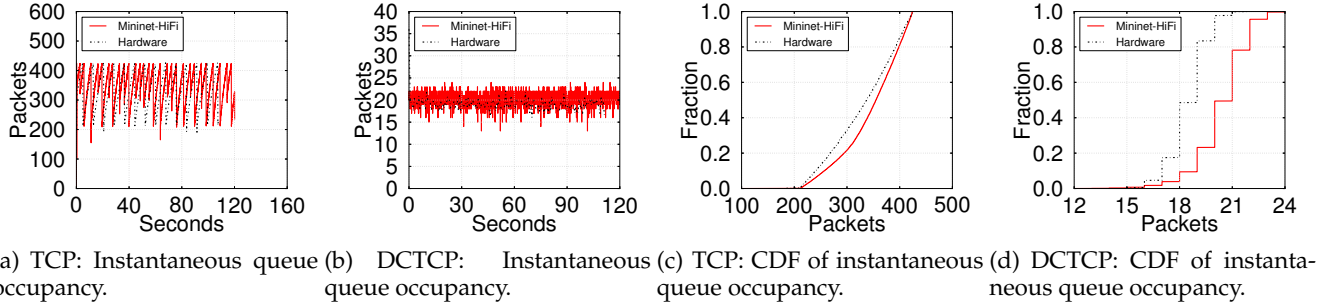 600
500
400
300
200
100
0
Packets
Mininet-HiFi
Hardware
0 40 80 120 160
Seconds
40
35
30
25
20
15
10
5
0
Packets
Mininet-HiFi
Hardware
0 30 60 90 120
Seconds
1.0
0.8
0.6
0.4
0.2
0.0
Fraction
Mininet-HiFi
Hardware
100 200 300 400 500
Packets
1.0
0.8
0.6
0.4
0.2
0.0
Fraction
Mininet-HiFi
Hardware
12 15 18 21 24
Packets
a) TCP: Instantaneous queue
occupancy.
(b) DCTCP: Instantaneous
queue occupancy.
(c) TCP: CDF of instantaneous
queue occupancy.
(d) DCTCP: CDF of instanta-
neous queue occupancy.